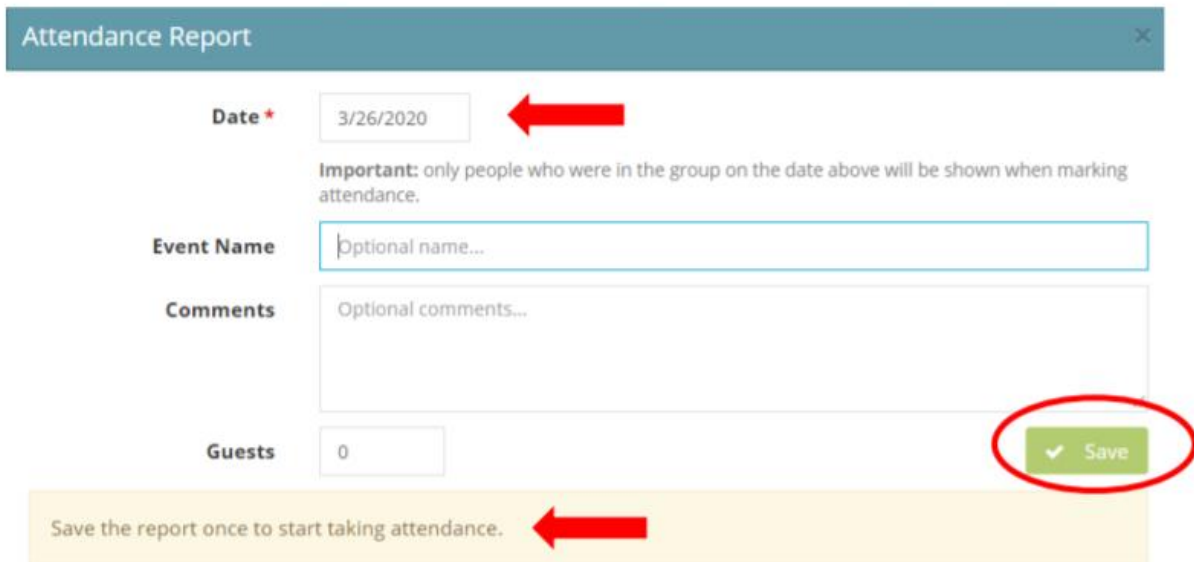 Attendance Report ×
Date * 3/26/2020
Important: only people who were in the group on the date above will be shown when marking
attendance.
Event Name Optional name...
Comments Optional comments...
Guests 0 Save
Save the report once to start taking attendance.